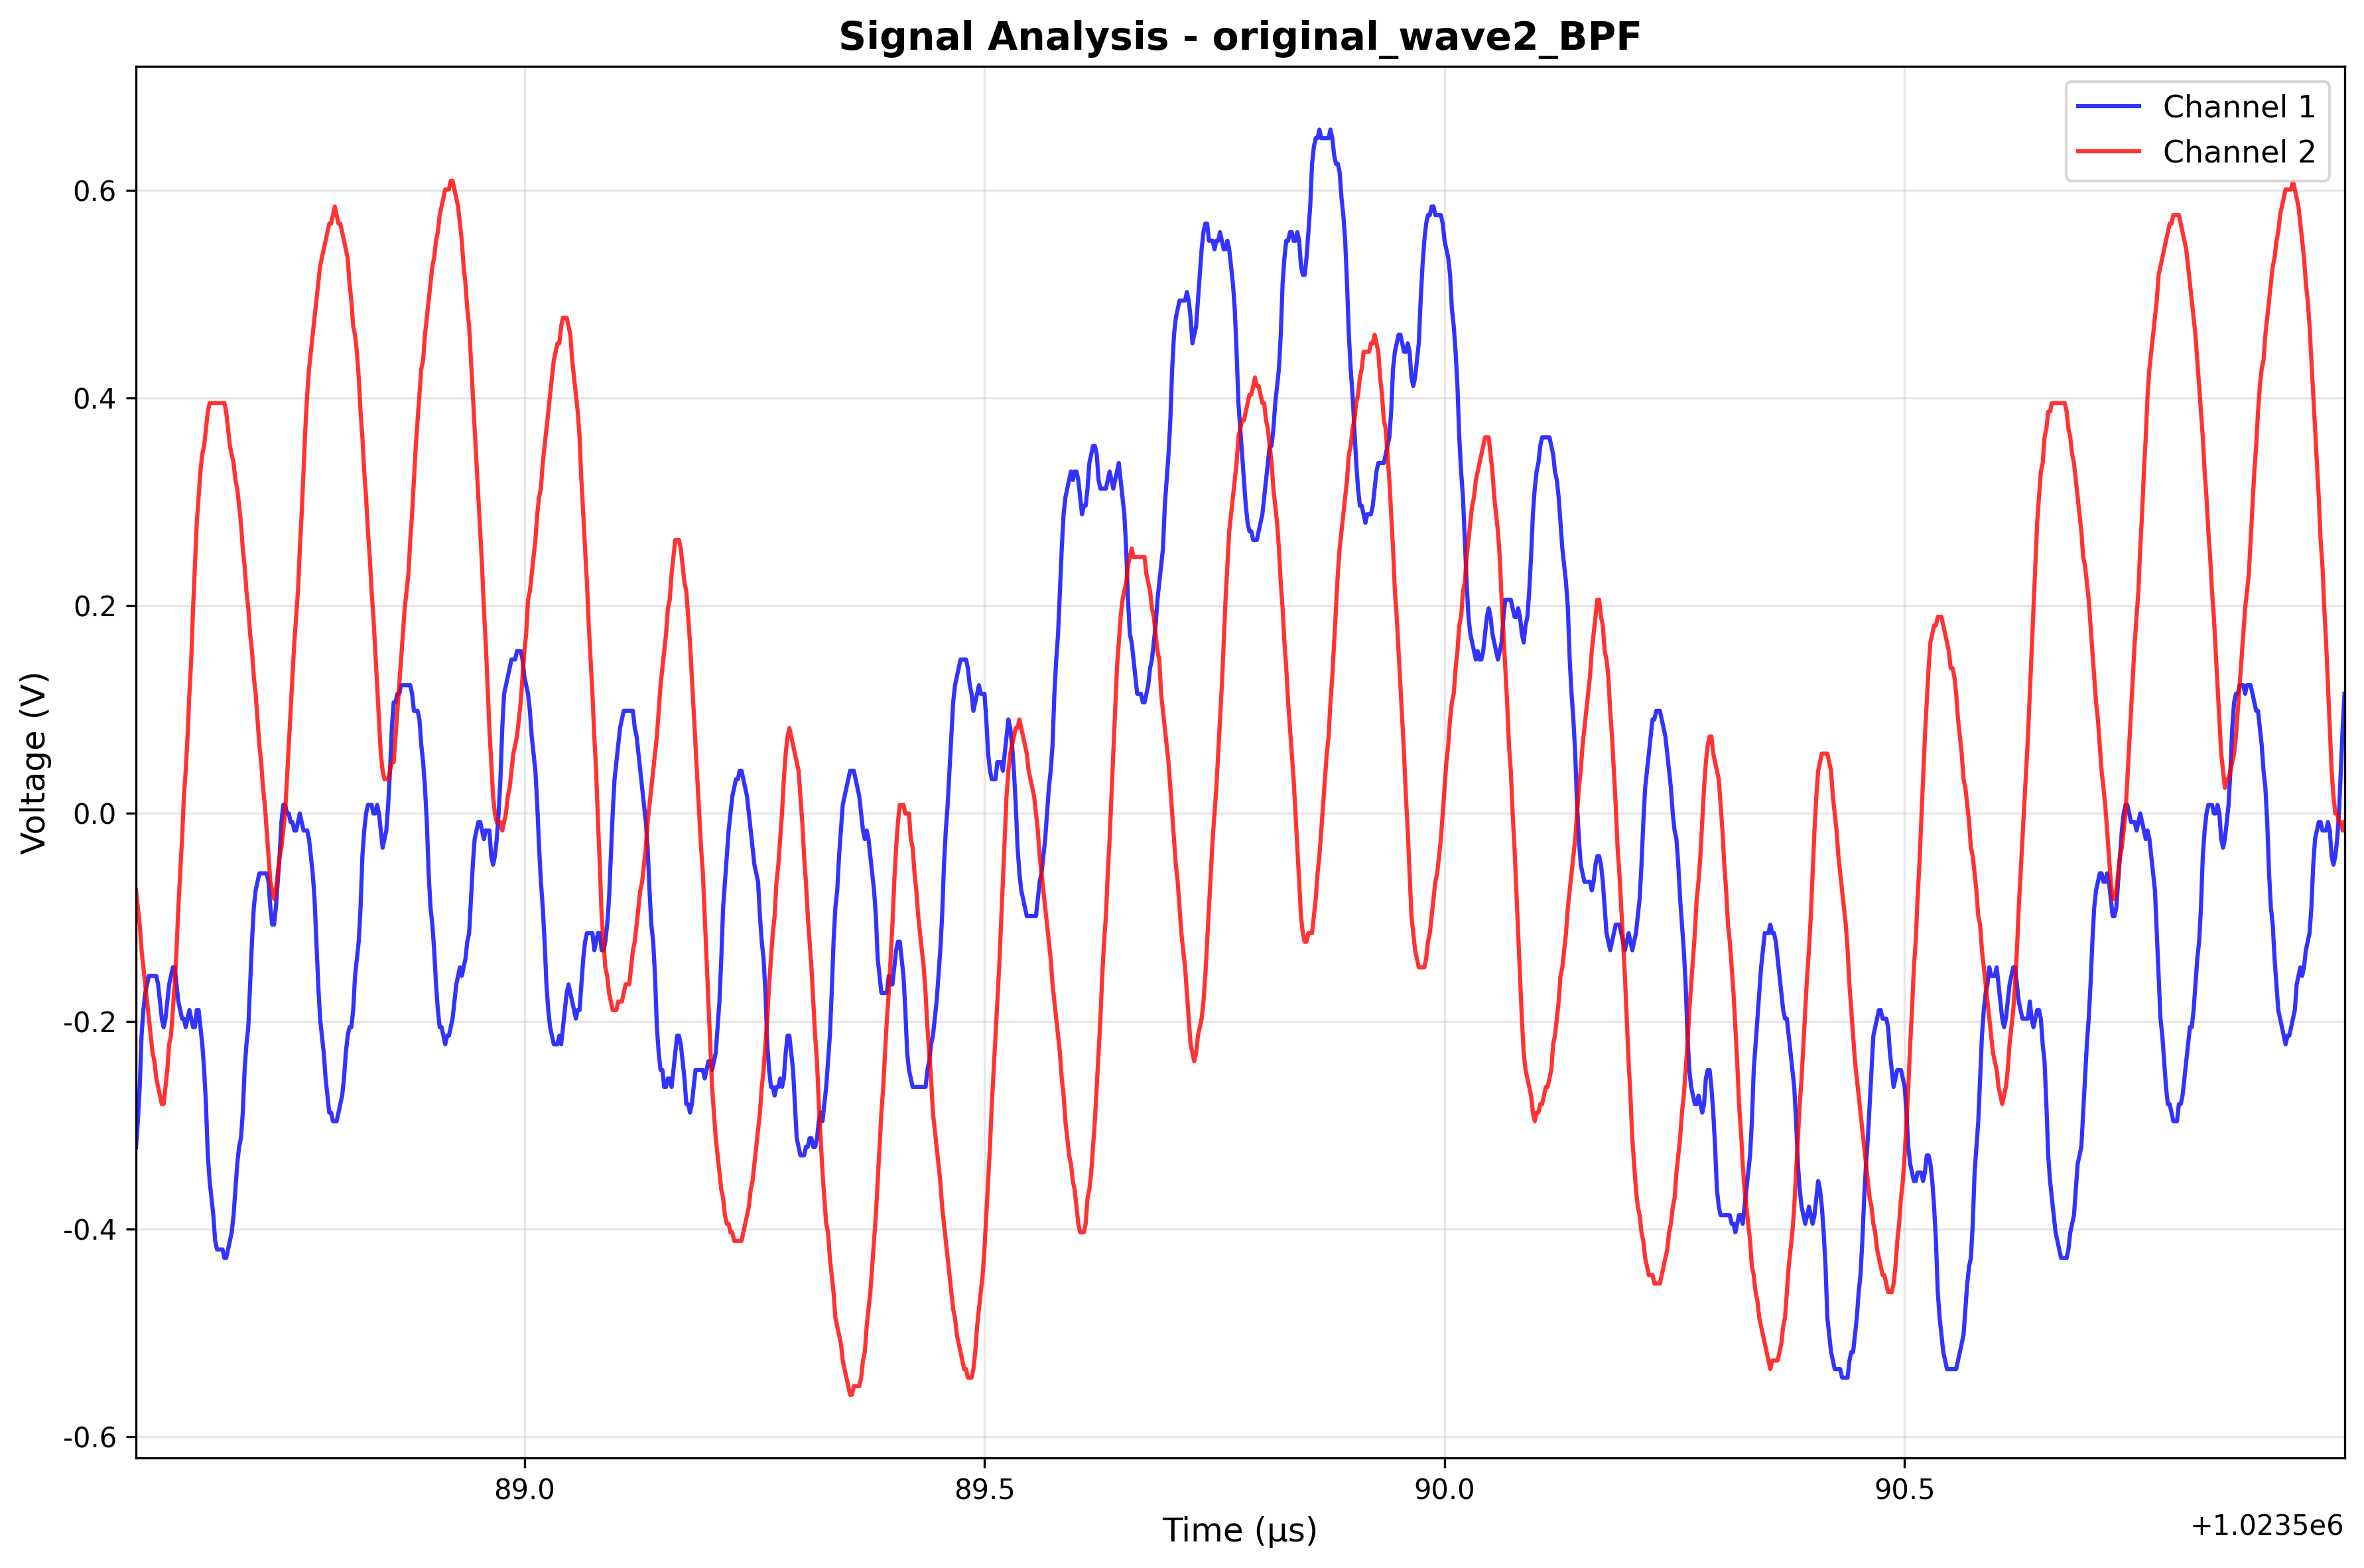 Signal Analysis - original_wave2_BPF
Channel 1
Channel 2
Voltage (V)
0.6
0.4
0.2
0.0
-0.2
-0.4
-0.6
89.0
89.5
90.0
90.5
Time (µs)
+1.0235e6